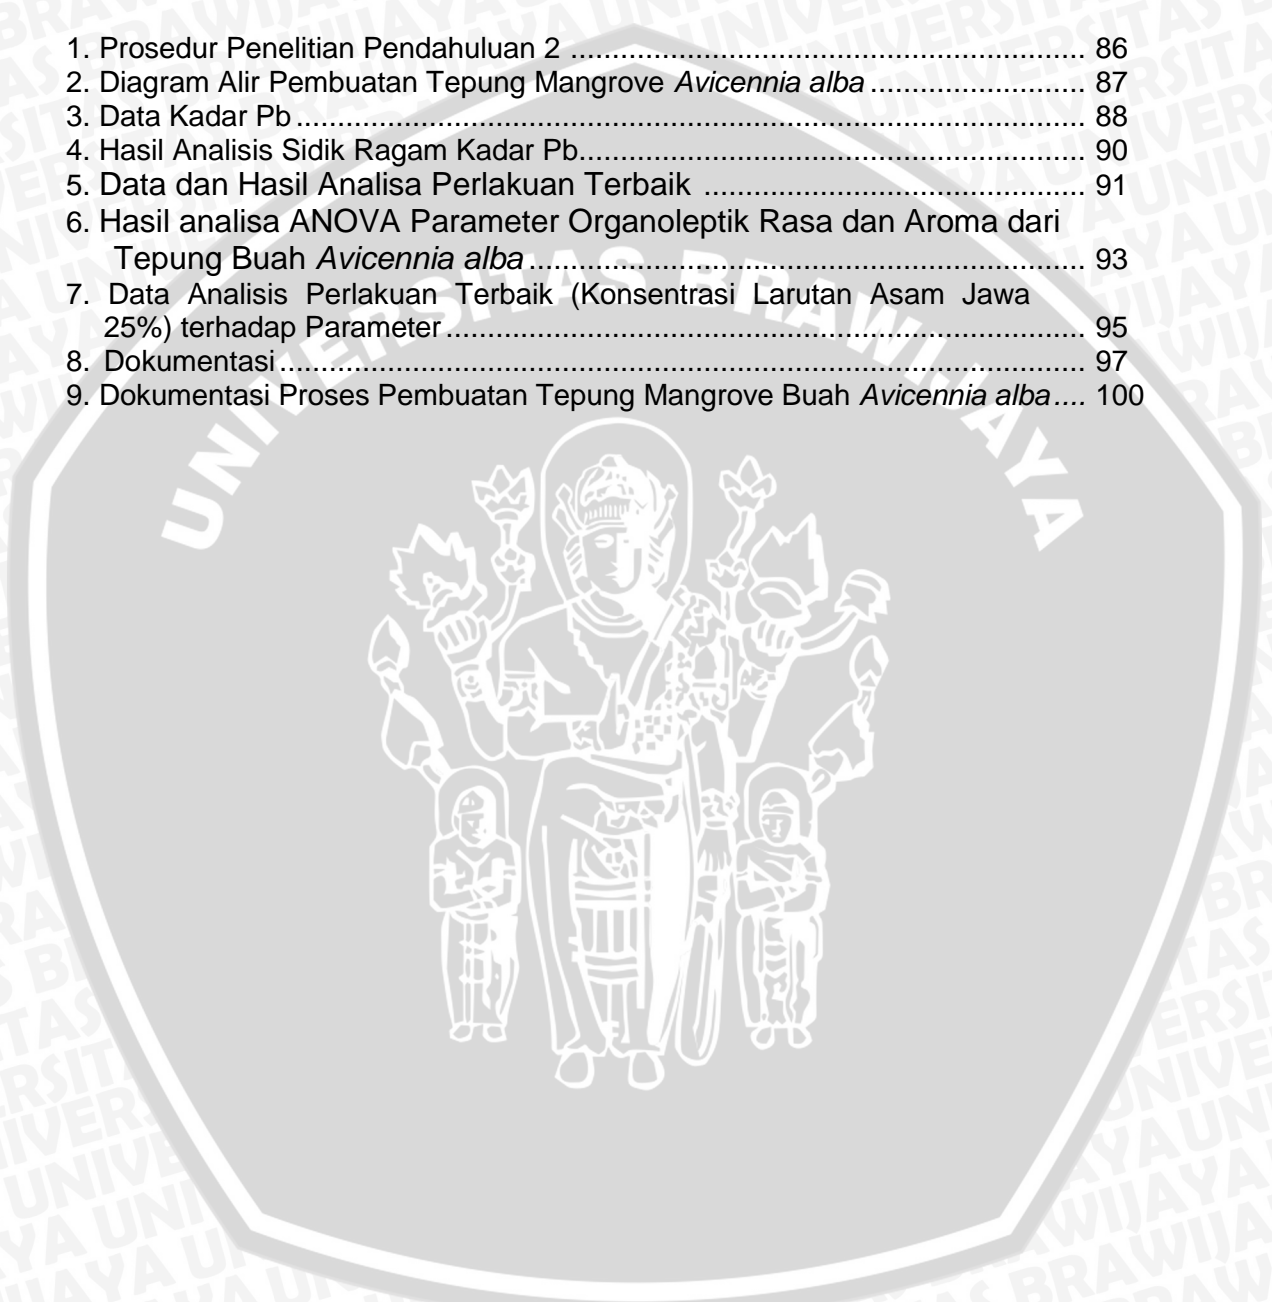 1. Prosedur Penelitian Pendahuluan 2 ............................................................... 86
2. Diagram Alir Pembuatan Tepung Mangrove Avicennia alba .......................... 87
3. Data Kadar Pb ................................................................................................ 88
4. Hasil Analisis Sidik Ragam Kadar Pb.............................................................. 90
5. Data dan Hasil Analisa Perlakuan Terbaik .............................................. 91
6. Hasil analisa ANOVA Parameter Organoleptik Rasa dan Aroma dari
Tepung Buah Avicennia alba .................................................................... 93
7. Data Analisis Perlakuan Terbaik (Konsentrasi Larutan Asam Jawa
25%) terhadap Parameter .............................................................................. 95
8. Dokumentasi .................................................................................................. 97
9. Dokumentasi Proses Pembuatan Tepung Mangrove Buah Avicennia alba .... 100
UNIVERSITAS BRAWIJAYA